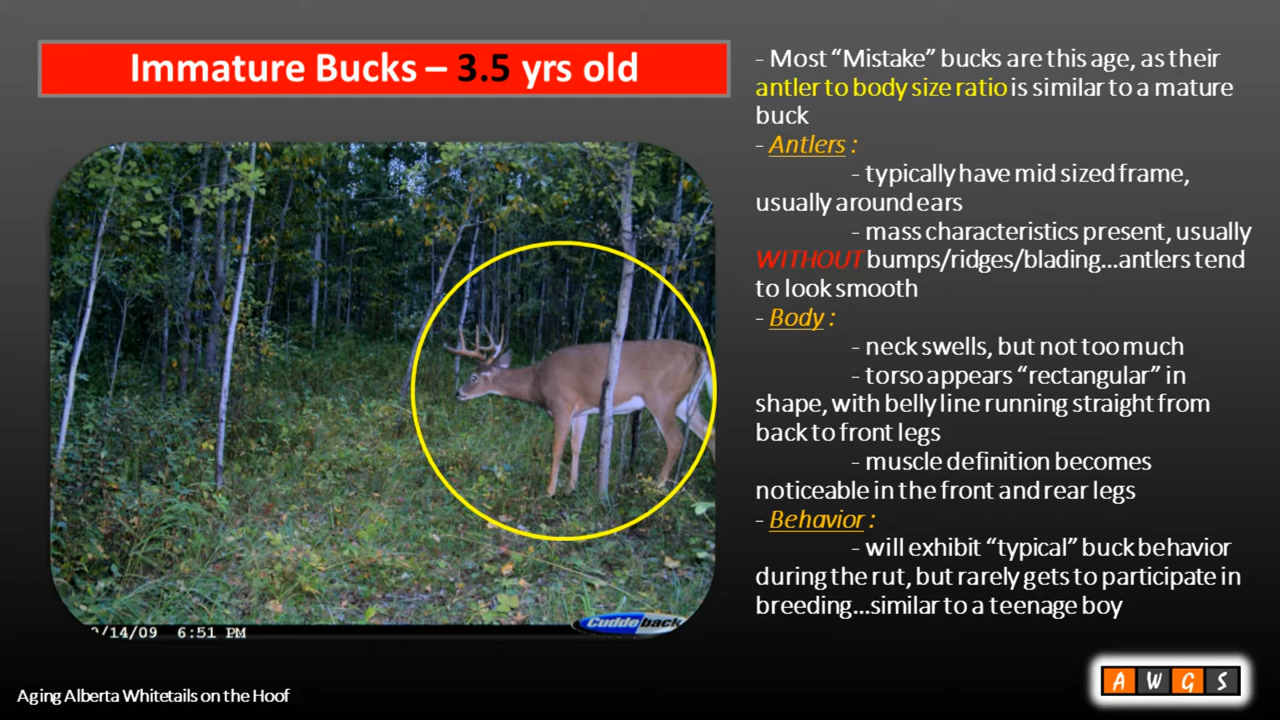 Immature Bucks – 3.5 yrs old
- Most “Mistake” bucks are this age, as their
antler to body size ratio is similar to a mature
buck
- Antlers :
- typically have mid sized frame,
usually around ears
- mass characteristics present, usually
WITHOUT bumps/ridges/blading...antlers tend
to look smooth
- Body :
- neck swells, but not too much
- torso appears “rectangular” in
shape, with belly line running straight from
back to front legs
- muscle definition becomes
noticeable in the front and rear legs
- Behavior :
- will exhibit “typical” buck behavior
during the rut, but rarely gets to participate in
breeding...similar to a teenage boy
/14/09 6:51 PM
Cuddeback
Aging Alberta Whitetails on the Hoof
A W G S